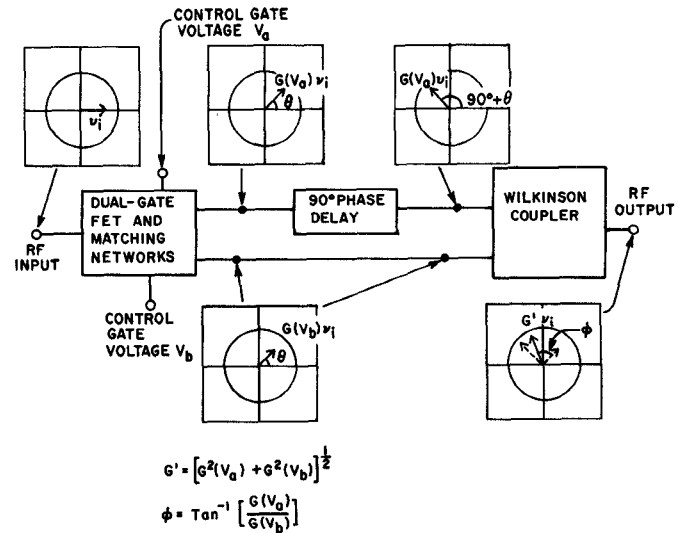 CONTROL GATE
VOLTAGE Va
G(Va)νi
θ
νi
G(Va)νi
90°+θ
DUAL-GATE
FET AND
MATCHING
NETWORKS
90° PHASE
DELAY
WILKINSON
COUPLER
RF
OUTPUT
RF
INPUT
CONTROL
GATE
VOLTAGE Vb
G(Vb)νi
θ
G' νi
ϕ
G' = [G²(Va) + G²(Vb)]^½
ϕ = Tan⁻¹ [G(Va)/G(Vb)]